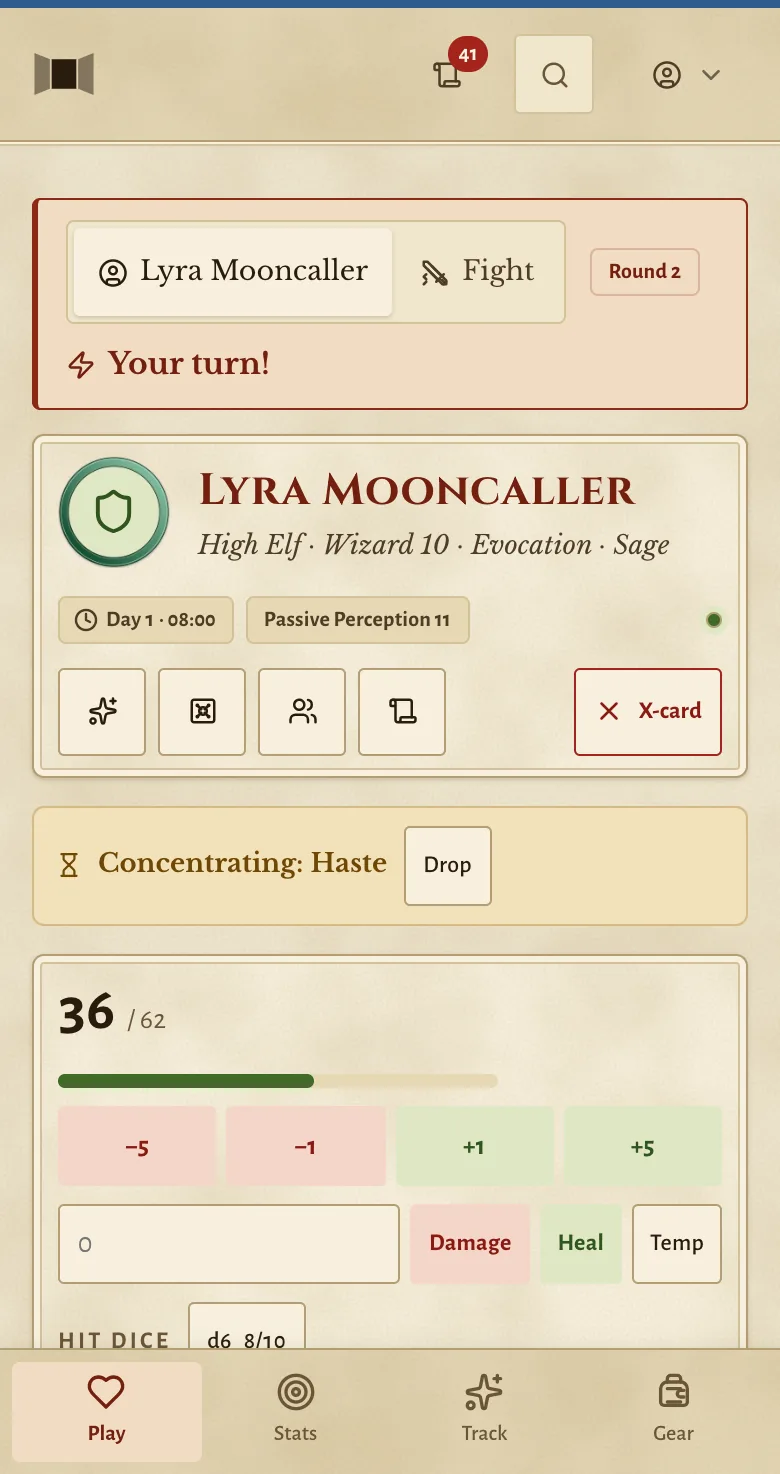 41
Lyra Mooncaller
Fight
Round 2
Your turn!
Lyra Mooncaller
High Elf · Wizard 10 · Evocation · Sage
Day 1 · 08:00
Passive Perception 11
X-card
Concentrating: Haste
Drop
36 / 62
−5
−1
+1
+5
0
Damage
Heal
Temp
HIT DICE
d6 8/10
Play
Stats
Track
Gear